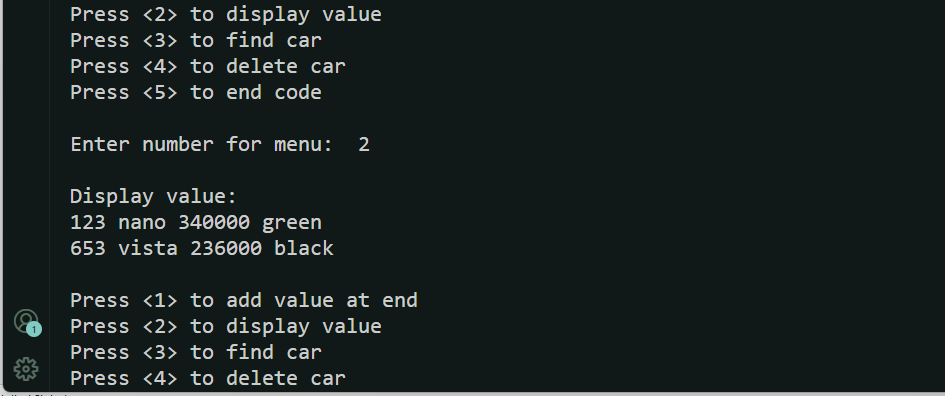 Press <2> to display value
Press <3> to find car
Press <4> to delete car
Press <5> to end code
Enter number for menu:  2
Display value:
123 nano 340000 green
653 vista 236000 black
Press <1> to add value at end
Press <2> to display value
Press <3> to find car
Press <4> to delete car
1